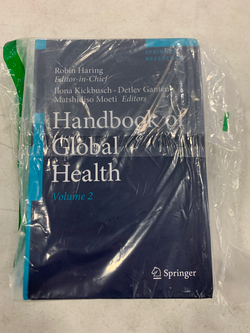 Robin Haring
Editor-in-Chief
Ilona Kickbusch · Detlev Ganten
Matshidiso Moeti Editors
Handbook of
Global
Health
Volume 2
Springer